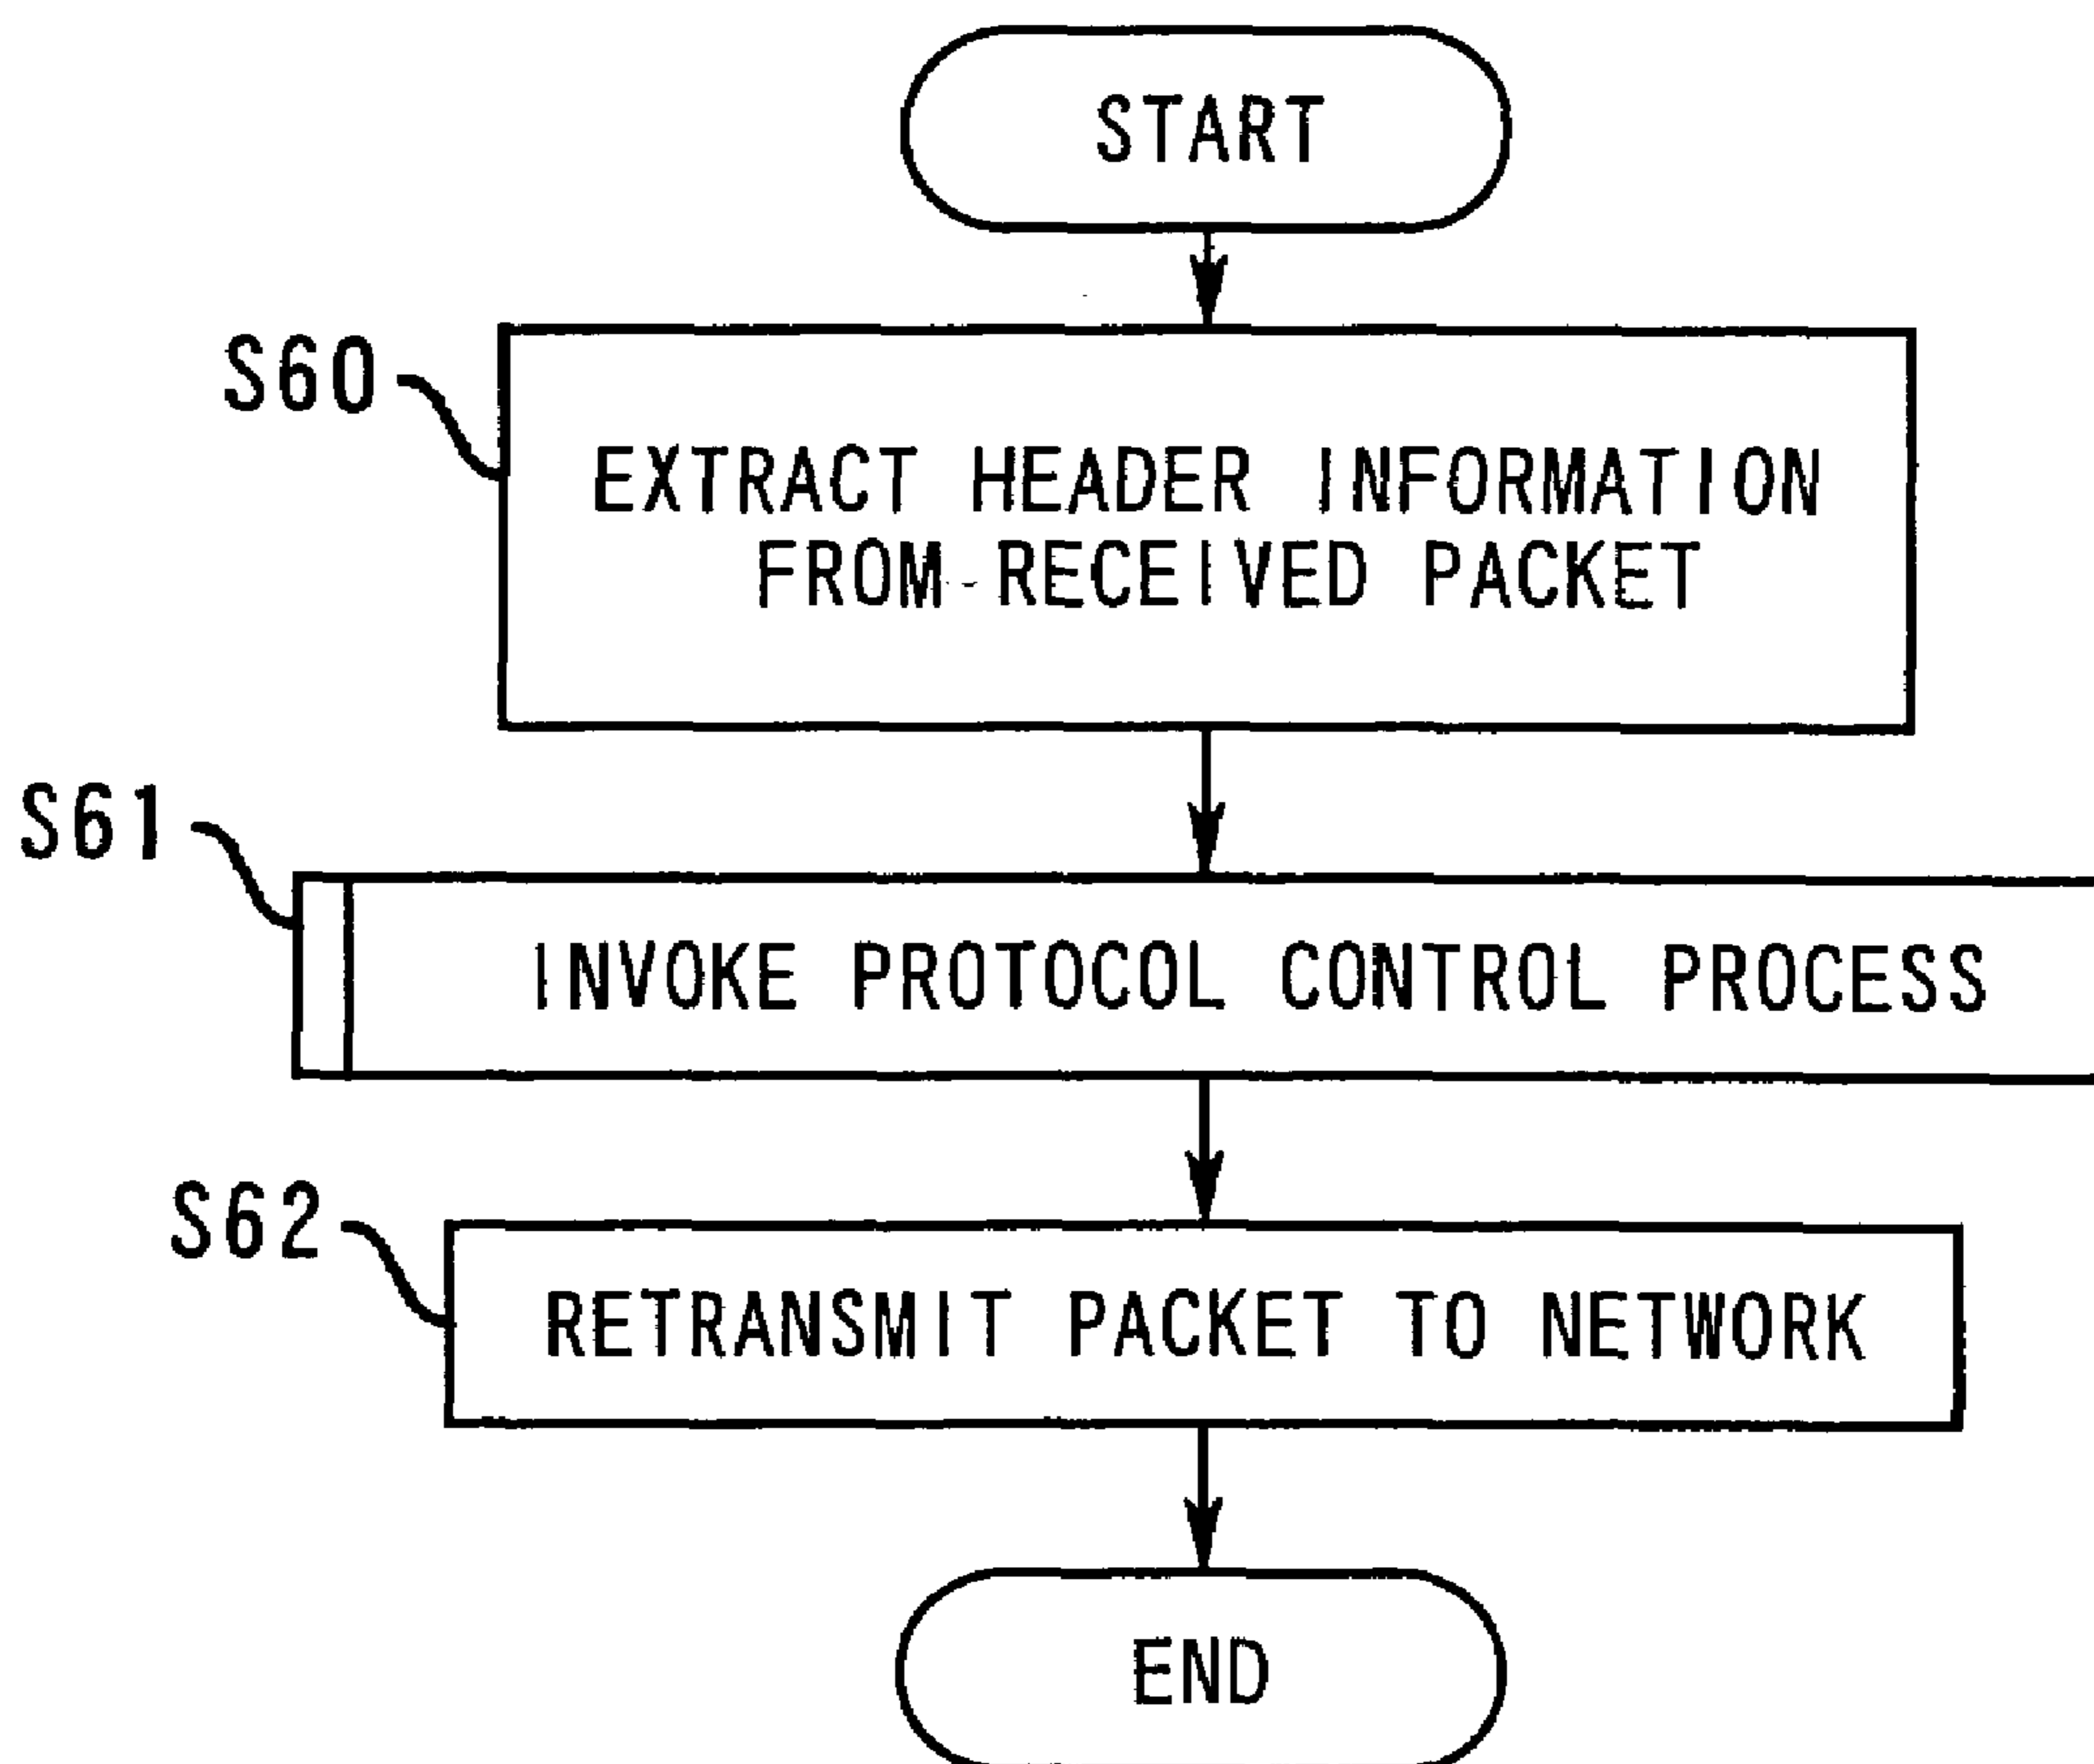 START
S60
EXTRACT HEADER INFORMATION
FROM RECEIVED PACKET
S61
INVOKE PROTOCOL CONTROL PROCESS
S62
RETRANSMIT PACKET TO NETWORK
END